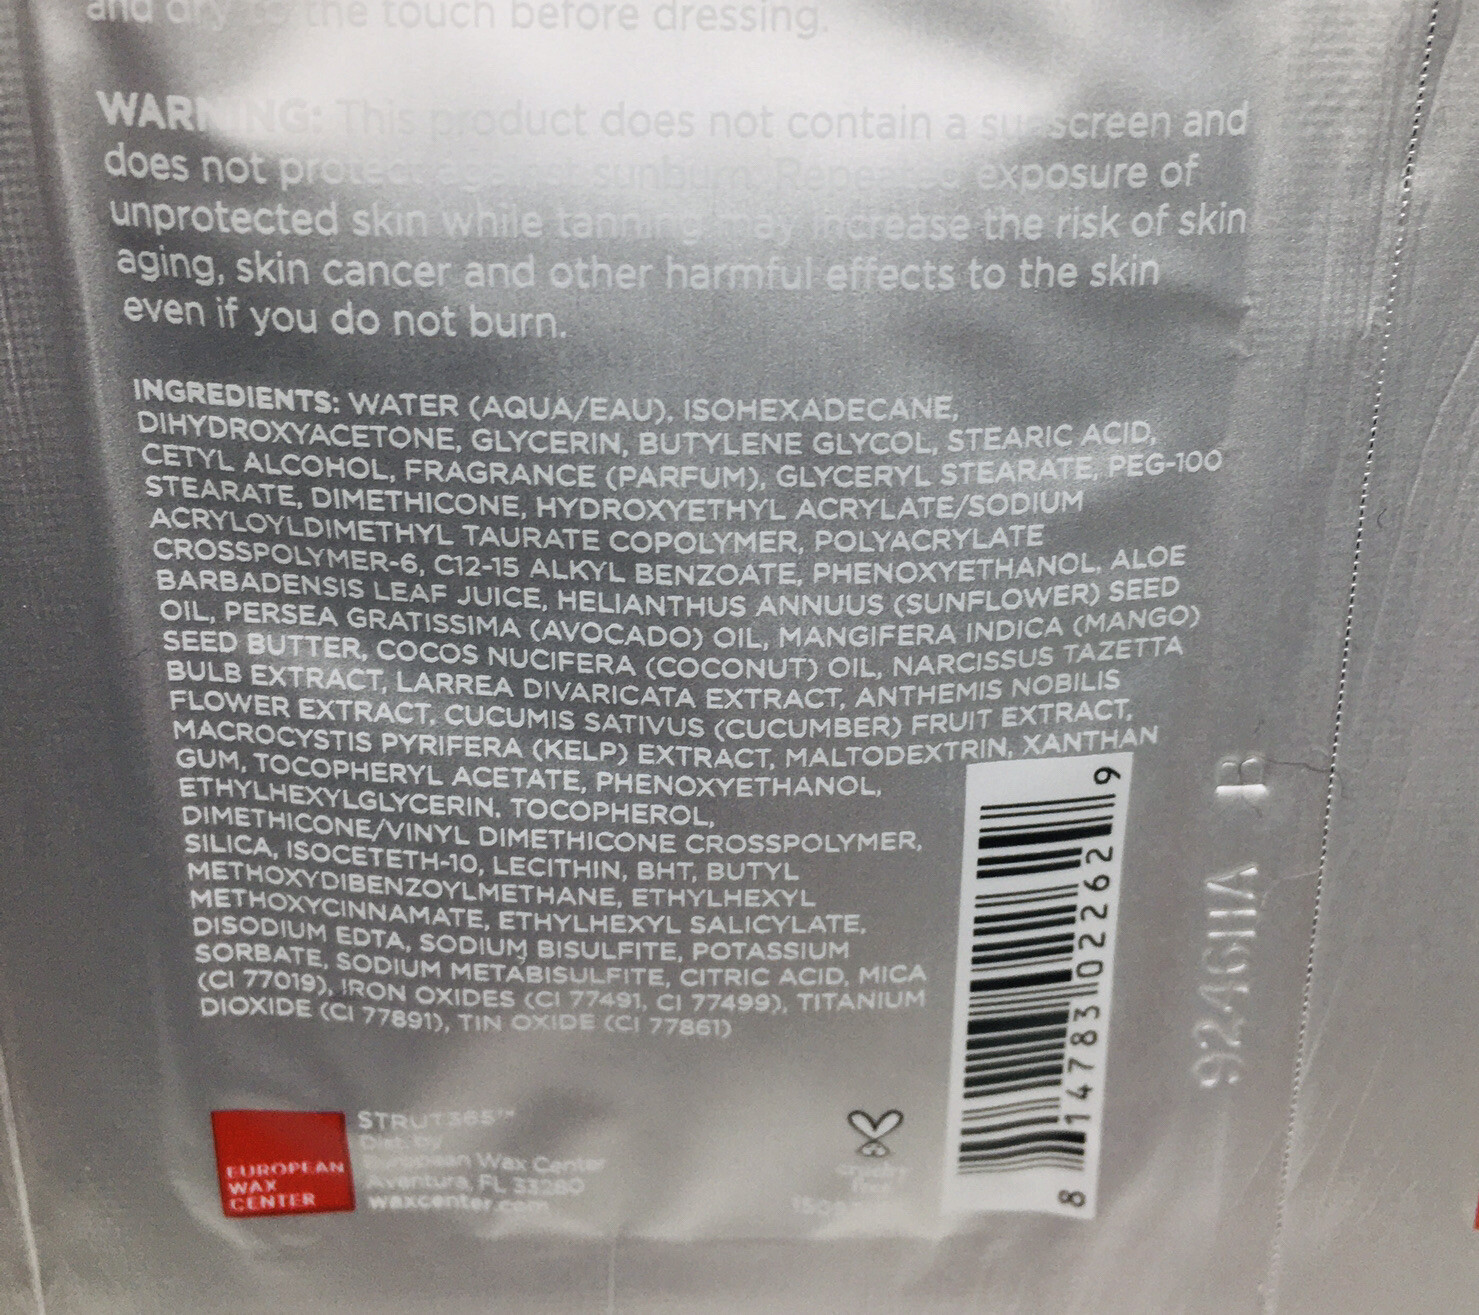 and dry to the touch before dressing.
WARNING: This product does not contain a sunscreen and
does not protect against sunburn. Repeated exposure of
unprotected skin while tanning may increase the risk of skin
aging, skin cancer and other harmful effects to the skin
even if you do not burn.
INGREDIENTS: WATER (AQUA/EAU), ISOHEXADECANE,
DIHYDROXYACETONE, GLYCERIN, BUTYLENE GLYCOL, STEARIC ACID,
CETYL ALCOHOL, FRAGRANCE (PARFUM), GLYCERYL STEARATE, PEG-100
STEARATE, DIMETHICONE, HYDROXYETHYL ACRYLATE/SODIUM
ACRYLOYLDIMETHYL TAURATE COPOLYMER, POLYACRYLATE
CROSSPOLYMER-6, C12-15 ALKYL BENZOATE, PHENOXYETHANOL, ALOE
BARBADENSIS LEAF JUICE, HELIANTHUS ANNUUS (SUNFLOWER) SEED
OIL, PERSEA GRATISSIMA (AVOCADO) OIL, MANGIFERA INDICA (MANGO)
SEED BUTTER, COCOS NUCIFERA (COCONUT) OIL, NARCISSUS TAZETTA
BULB EXTRACT, LARREA DIVARICATA EXTRACT, ANTHEMIS NOBILIS
FLOWER EXTRACT, CUCUMIS SATIVUS (CUCUMBER) FRUIT EXTRACT,
MACROCYSTIS PYRIFERA (KELP) EXTRACT, MALTODEXTRIN, XANTHAN
GUM, TOCOPHERYL ACETATE, PHENOXYETHANOL,
ETHYLHEXYLGLYCERIN, TOCOPHEROL,
DIMETHICONE/VINYL DIMETHICONE CROSSPOLYMER,
SILICA, ISOCETETH-10, LECITHIN, BHT, BUTYL
METHOXYDIBENZOYLMETHANE, ETHYLHEXYL
METHOXYCINNAMATE, ETHYLHEXYL SALICYLATE,
DISODIUM EDTA, SODIUM BISULFITE, POTASSIUM
SORBATE, SODIUM METABISULFITE, CITRIC ACID, MICA
(CI 77019), IRON OXIDES (CI 77491, CI 77499), TITANIUM
DIOXIDE (CI 77891), TIN OXIDE (CI 77861)
8 14783 02262 9
9246HA B
EUROPEAN
WAX
CENTER
STRUT365™
Dist. by
European Wax Center
Aventura, FL 33280
waxcenter.com